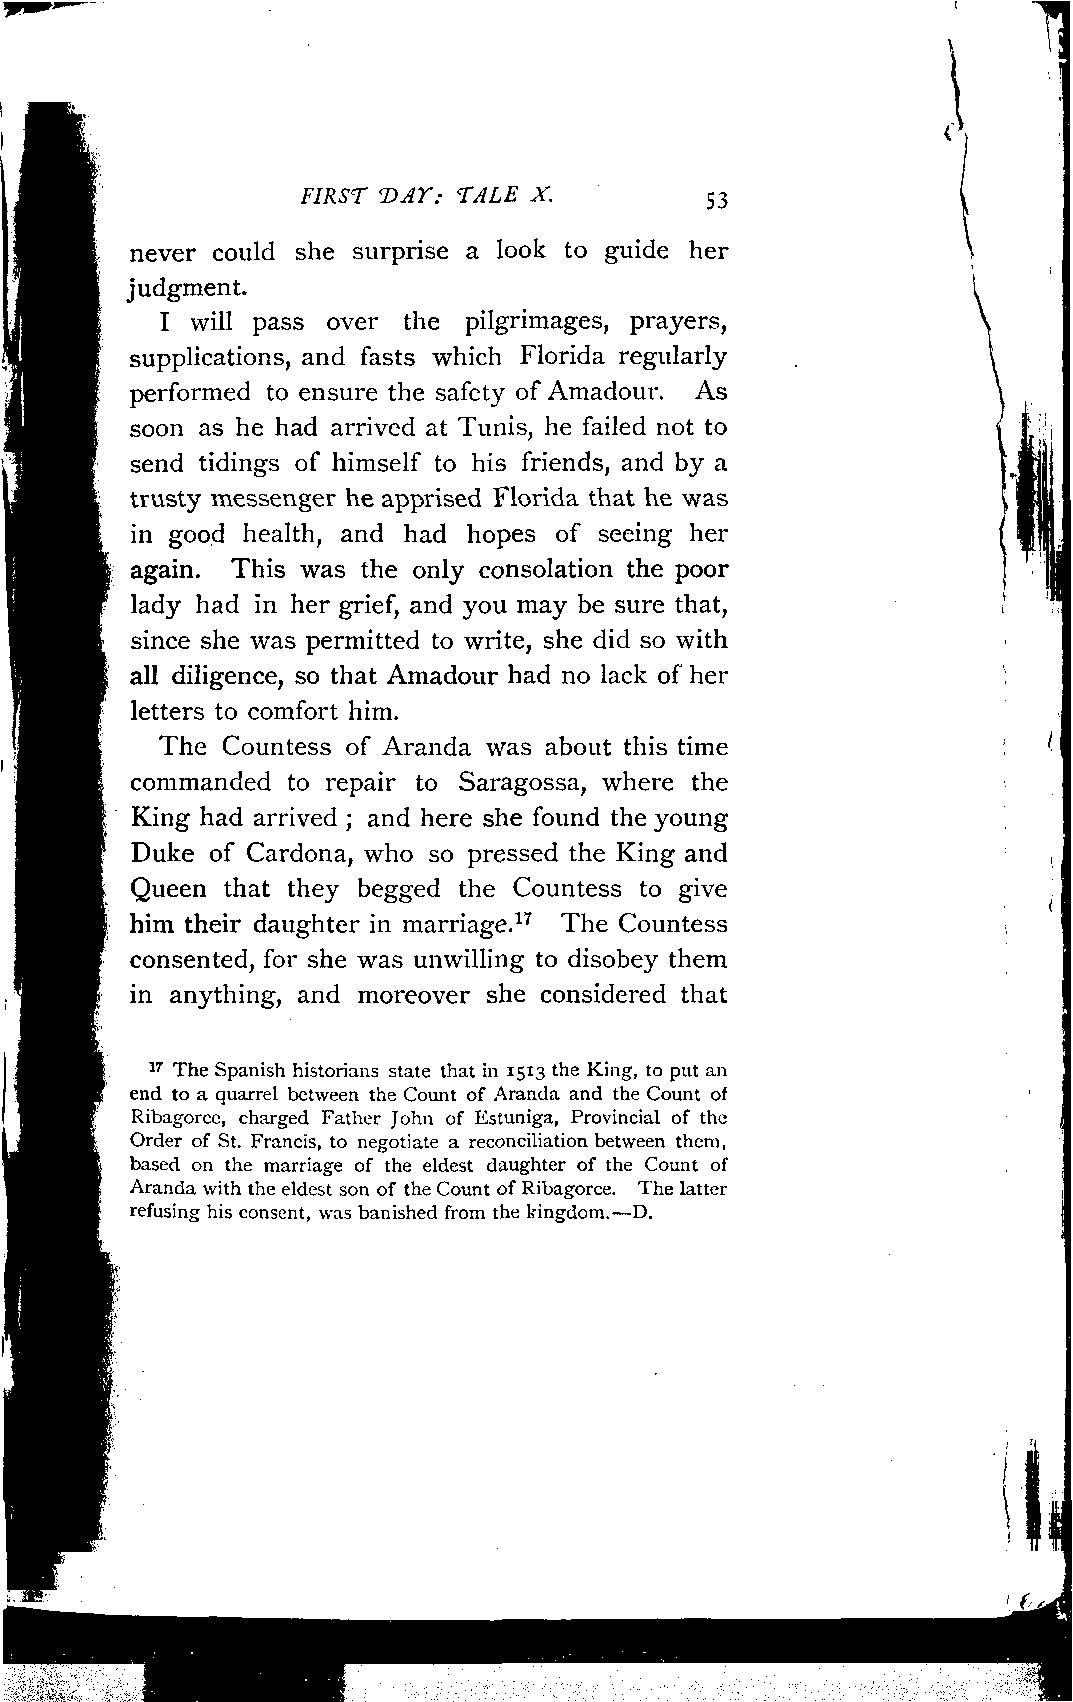 FIRST DAY: TALE X. 53
never could she surprise a look to guide her
judgment.
I will pass over the pilgrimages, prayers,
supplications, and fasts which Florida regularly
performed to ensure the safety of Amadour. As
soon as he had arrived at Tunis, he failed not to
send tidings of himself to his friends, and by a
trusty messenger he apprised Florida that he was
in good health, and had hopes of seeing her
again. This was the only consolation the poor
lady had in her grief, and you may be sure that,
since she was permitted to write, she did so with
all diligence, so that Amadour had no lack of her
letters to comfort him.
The Countess of Aranda was about this time
commanded to repair to Saragossa, where the
King had arrived ; and here she found the young
Duke of Cardona, who so pressed the King and
Queen that they begged the Countess to give
him their daughter in marriage.¹⁷ The Countess
consented, for she was unwilling to disobey them
in anything, and moreover she considered that
¹⁷ The Spanish historians state that in 1513 the King, to put an
end to a quarrel between the Count of Aranda and the Count of
Ribagorce, charged Father John of Estuniga, Provincial of the
Order of St. Francis, to negotiate a reconciliation between them,
based on the marriage of the eldest daughter of the Count of
Aranda with the eldest son of the Count of Ribagorce. The latter
refusing his consent, was banished from the kingdom.—D.